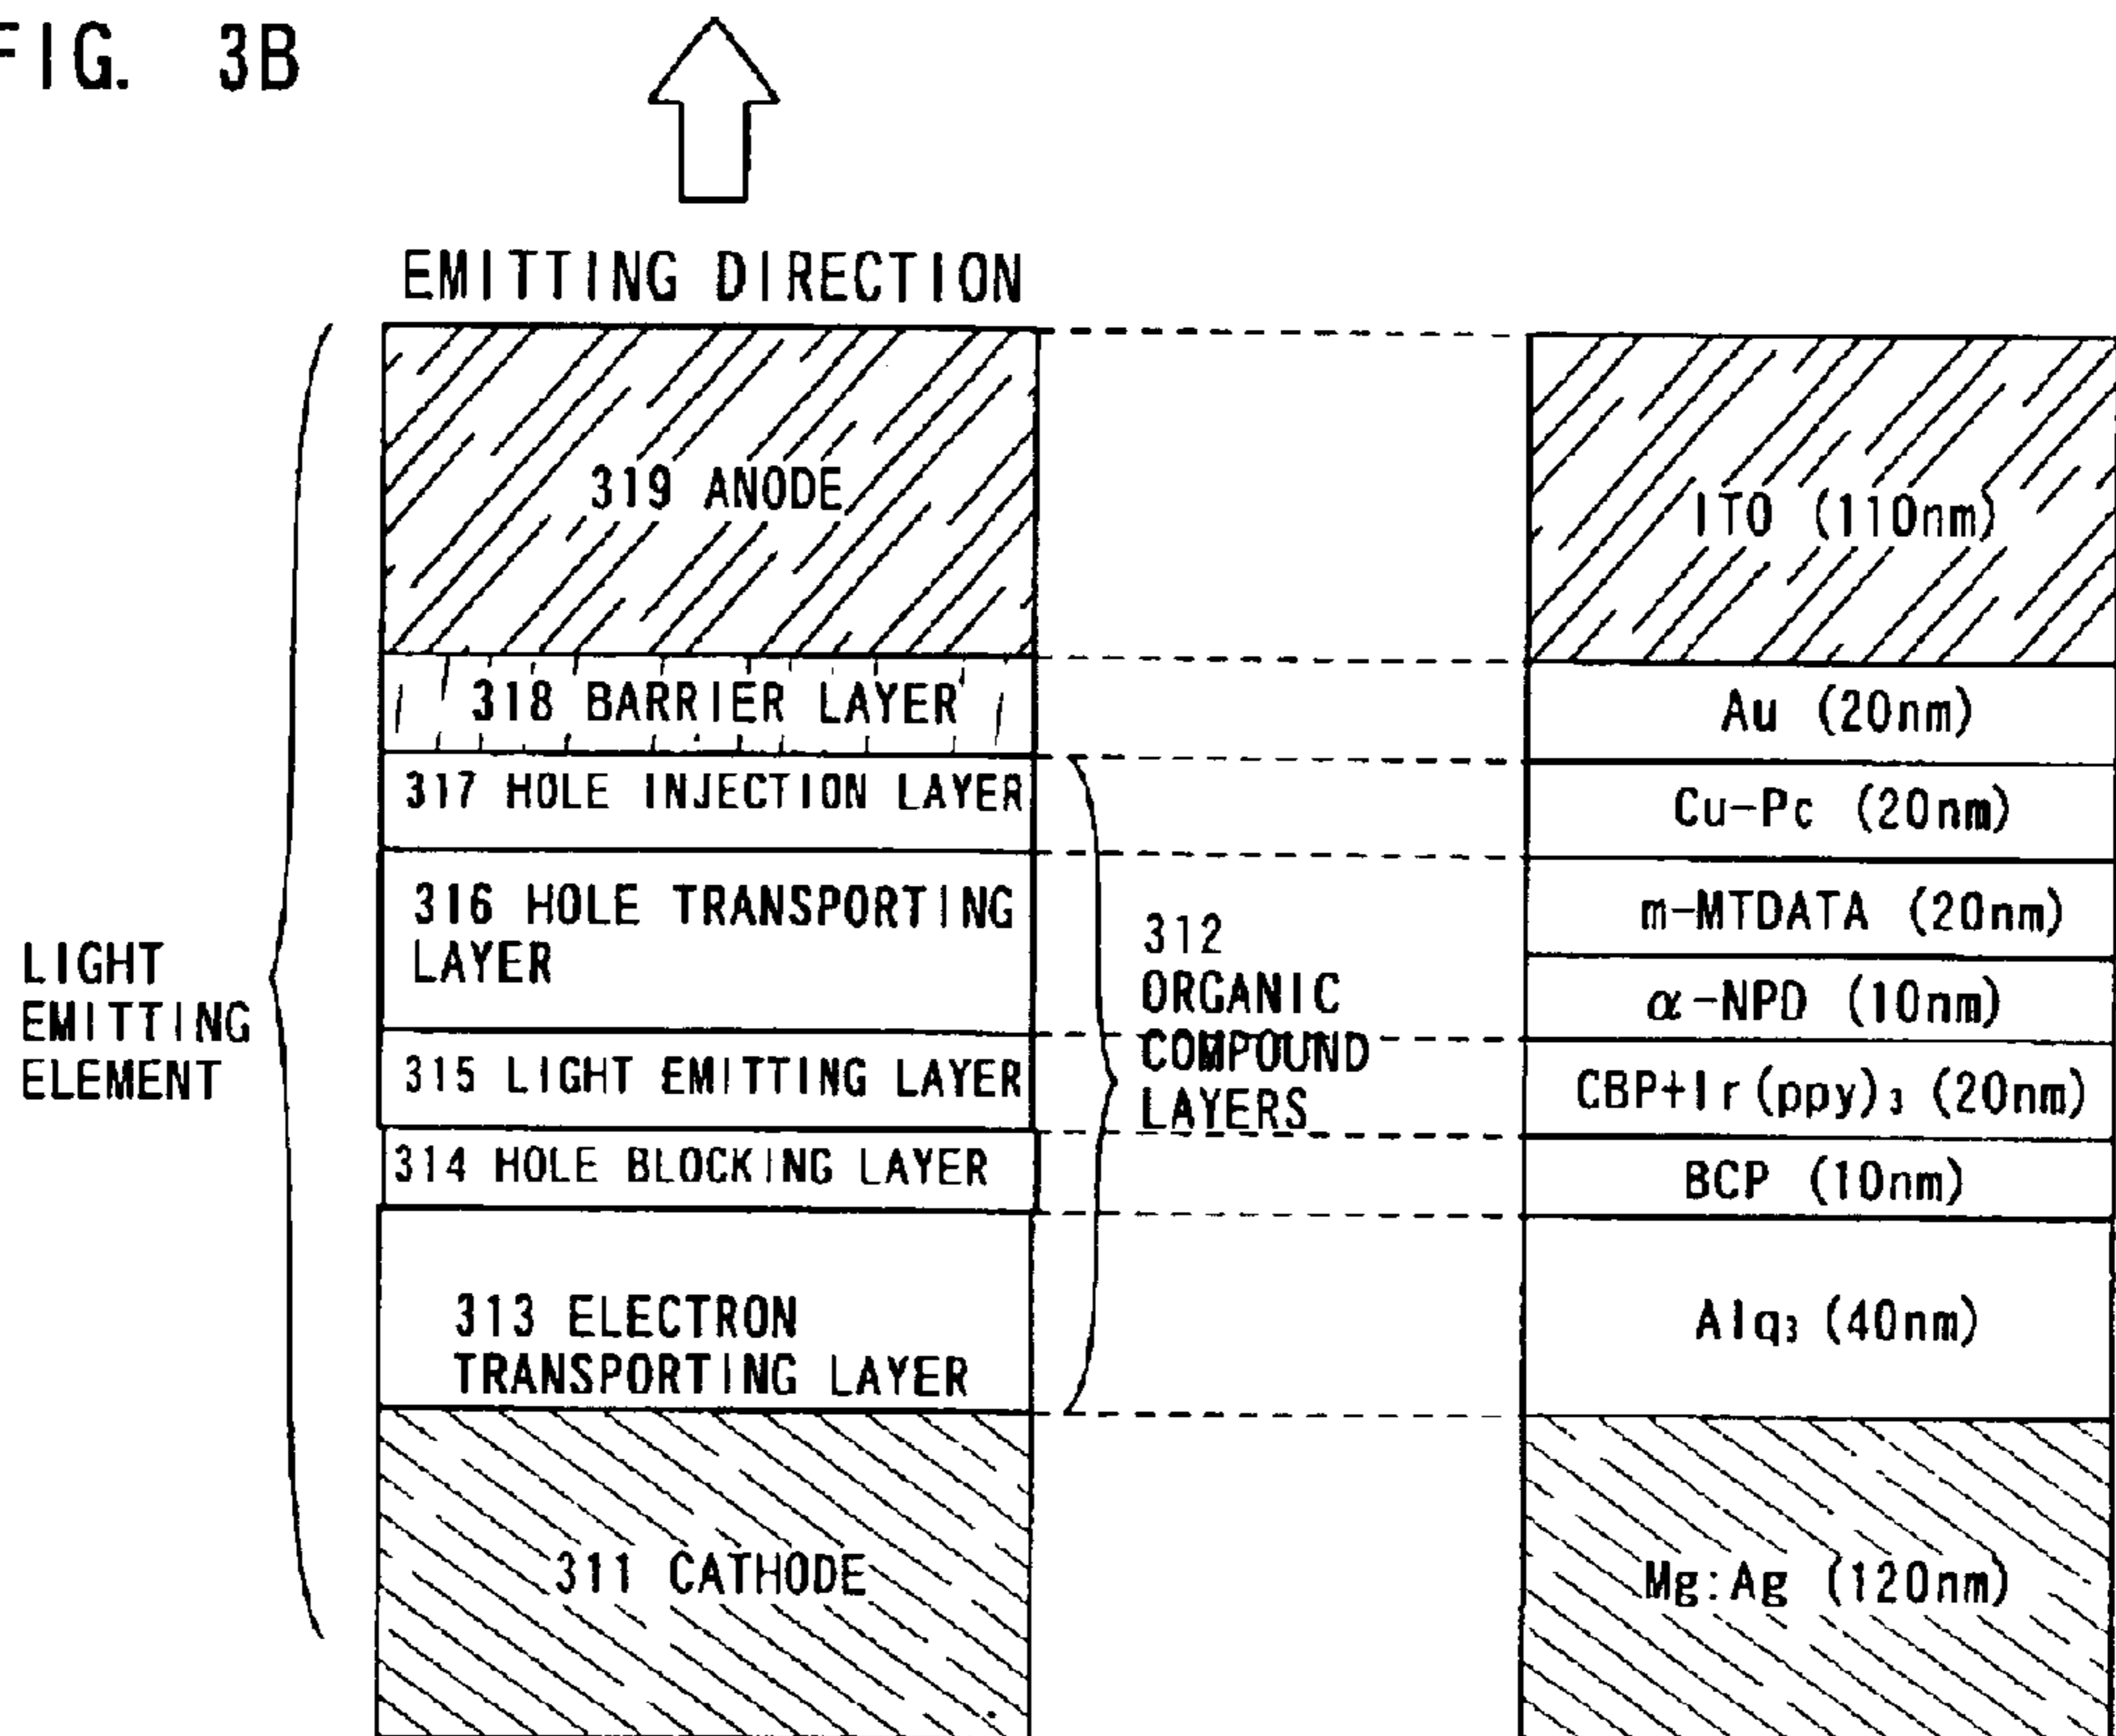 FIG. 3B
EMITTING DIRECTION
319 ANODE
318 BARRIER LAYER
317 HOLE INJECTION LAYER
316 HOLE TRANSPORTING
LAYER
315 LIGHT EMITTING LAYER
314 HOLE BLOCKING LAYER
313 ELECTRON
TRANSPORTING LAYER
311 CATHODE
LIGHT
EMITTING
ELEMENT
312
ORGANIC
COMPOUND
LAYERS
ITO (110nm)
Au (20nm)
Cu-Pc (20nm)
m-MTDATA (20nm)
α-NPD (10nm)
CBP+Ir(ppy)₃ (20nm)
BCP (10nm)
Alq₃ (40nm)
Mg:Ag (120nm)